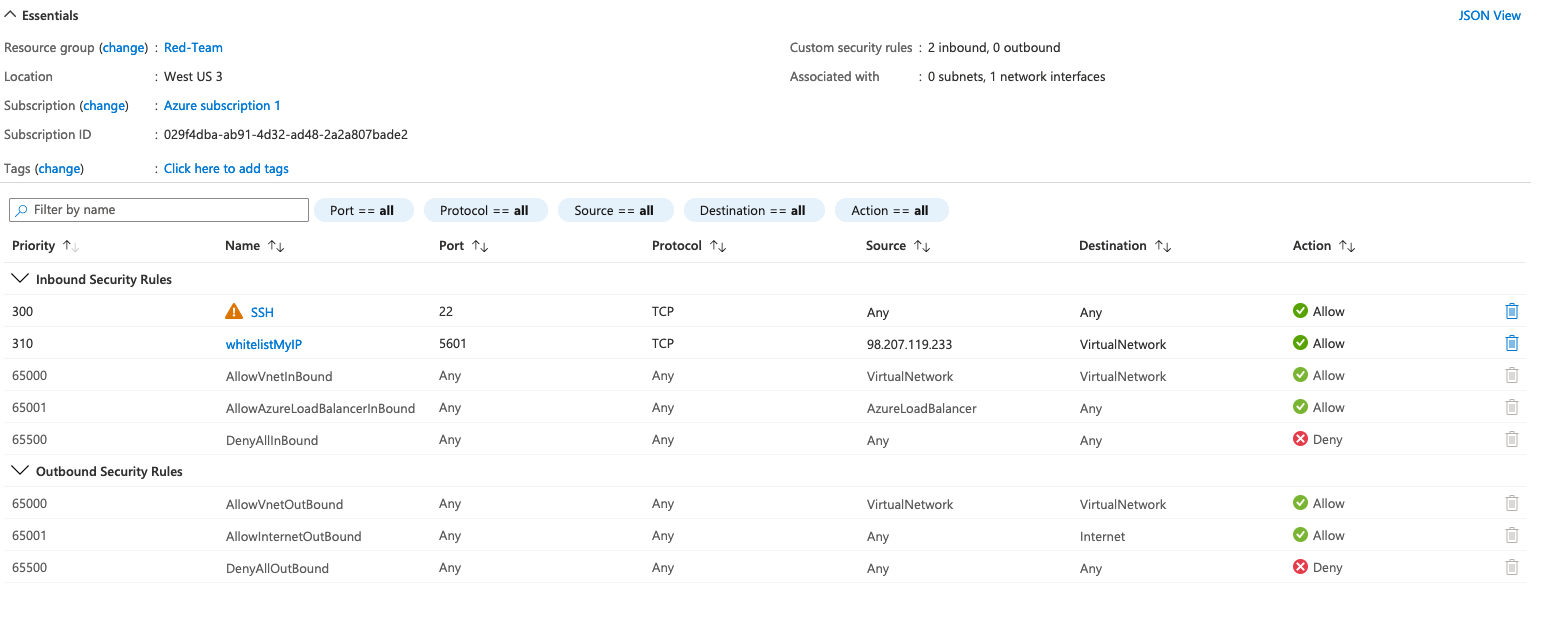 Essentials JSON View
Resource group (change) : Red-Team Custom security rules : 2 inbound, 0 outbound
Location : West US 3 Associated with : 0 subnets, 1 network interfaces
Subscription (change) : Azure subscription 1
Subscription ID : 029f4dba-ab91-4d32-ad48-2a2a807bade2
Tags (change) : Click here to add tags
Filter by name Port == all Protocol == all Source == all Destination == all Action == all
Priority Name Port Protocol Source Destination Action
Inbound Security Rules
300 SSH 22 TCP Any Any Allow
310 whitelistMyIP 5601 TCP 98.207.119.233 VirtualNetwork Allow
65000 AllowVnetInBound Any Any VirtualNetwork VirtualNetwork Allow
65001 AllowAzureLoadBalancerInBound Any Any AzureLoadBalancer Any Allow
65500 DenyAllInBound Any Any Any Any Deny
Outbound Security Rules
65000 AllowVnetOutBound Any Any VirtualNetwork VirtualNetwork Allow
65001 AllowInternetOutBound Any Any Any Internet Allow
65500 DenyAllOutBound Any Any Any Any Deny